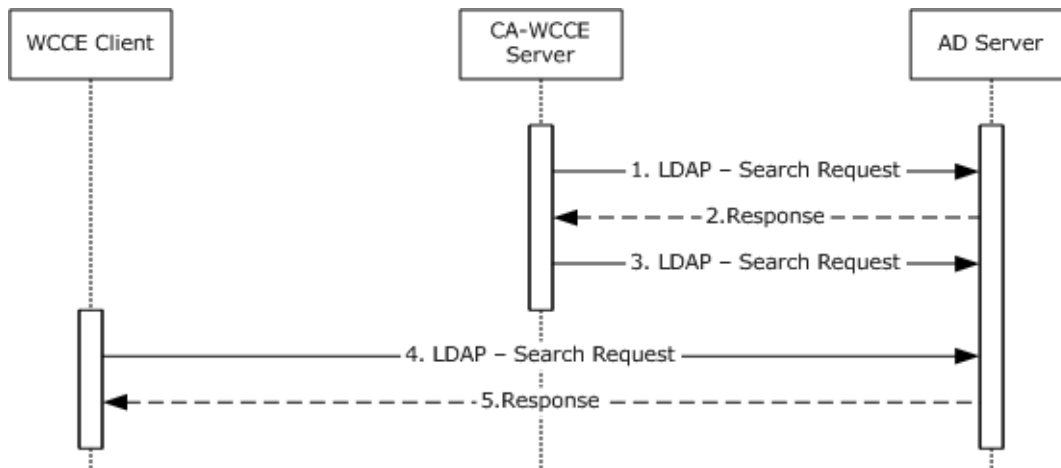 WCCE Client
CA-WCCE
Server
AD Server
1. LDAP – Search Request
2.Response
3. LDAP – Search Request
4. LDAP – Search Request
5.Response